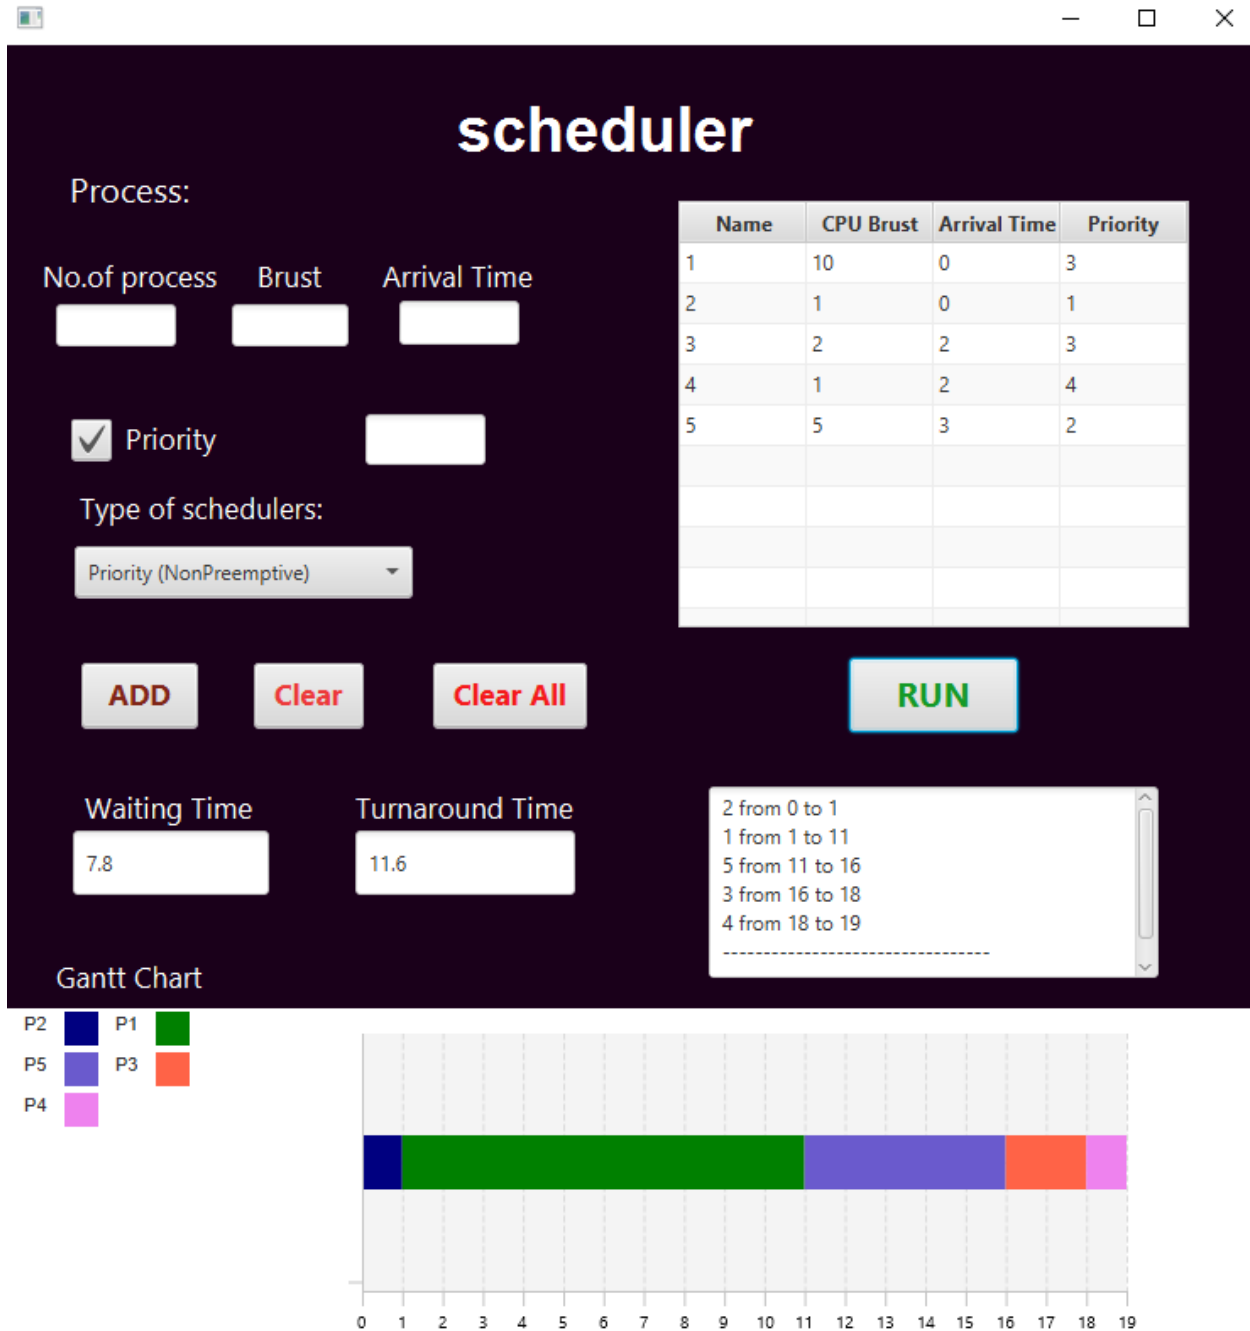 scheduler
Process:
No.of process Brust Arrival Time
Priority
Type of schedulers:
Priority (NonPreemptive)
ADD Clear Clear All
Name CPU Brust Arrival Time Priority
1 10 0 3
2 1 0 1
3 2 2 3
4 1 2 4
5 5 3 2
RUN
Waiting Time Turnaround Time
7.8 11.6
2 from 0 to 1
1 from 1 to 11
5 from 11 to 16
3 from 16 to 18
4 from 18 to 19
---------------------------------
Gantt Chart
P2 P1
P5 P3
P4
0 1 2 3 4 5 6 7 8 9 10 11 12 13 14 15 16 17 18 19